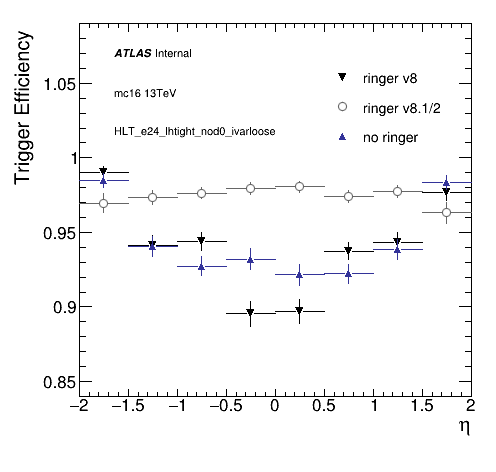 Trigger Efficiency
ATLAS Internal
mc16 13TeV
HLT_e24_lhtight_nod0_ivarloose
ringer v8
ringer v8.1/2
no ringer
1.05
1
0.95
0.9
0.85
−2 −1.5 −1 −0.5 0 0.5 1 1.5 2
η